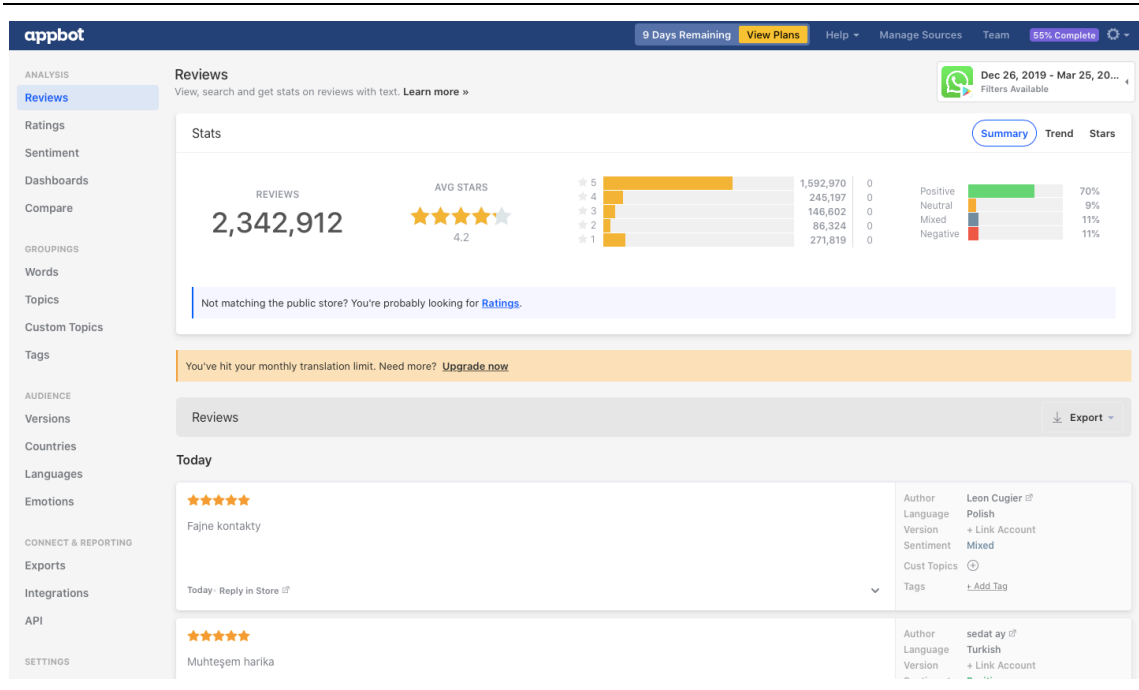 appbot
9 Days Remaining View Plans Help Manage Sources Team 55% Complete
ANALYSIS
Reviews
Ratings
Sentiment
Dashboards
Compare
GROUPINGS
Words
Topics
Custom Topics
Tags
AUDIENCE
Versions
Countries
Languages
Emotions
CONNECT & REPORTING
Exports
Integrations
API
SETTINGS
Reviews
View, search and get stats on reviews with text. Learn more »
Dec 26, 2019 - Mar 25, 20...
Filters Available
Stats
Summary Trend Stars
REVIEWS
2,342,912
AVG STARS
4.2
5 1,592,970 0
4 245,197 0
3 146,602 0
2 86,324 0
1 271,819 0
Positive 70%
Neutral 9%
Mixed 11%
Negative 11%
Not matching the public store? You're probably looking for Ratings.
You've hit your monthly translation limit. Need more? Upgrade now
Reviews
Export
Today
Fajne kontakty
Today · Reply in Store
Author Leon Cugier
Language Polish
Version + Link Account
Sentiment Mixed
Cust Topics
Tags + Add Tag
Muhteşem harika
Author sedat ay
Language Turkish
Version + Link Account